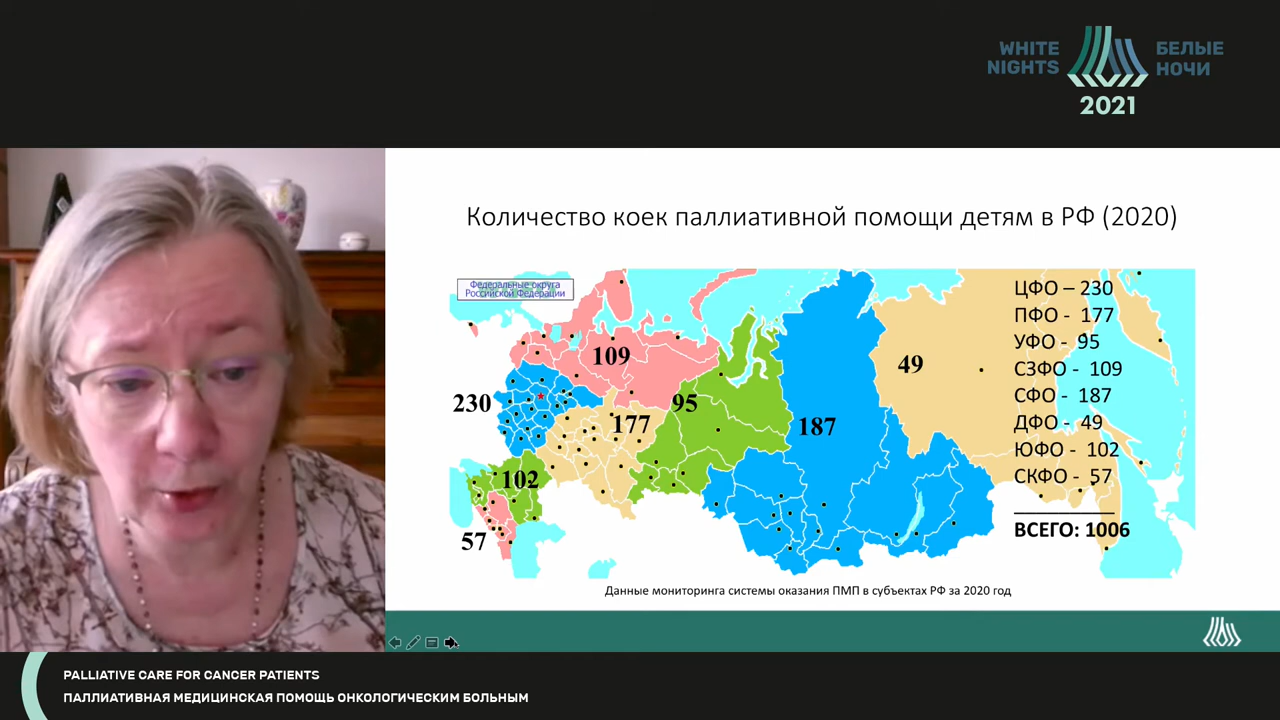 WHITE NIGHTS
БЕЛЫЕ НОЧИ
2021
Количество коек паллиативной помощи детям в РФ (2020)
Федеральные округа
Российской Федерации
109
230
177
95
187
49
102
57
ЦФО – 230
ПФО - 177
УФО - 95
СЗФО - 109
СФО - 187
ДФО - 49
ЮФО - 102
СКФО - 57
ВСЕГО: 1006
Данные мониторинга системы оказания ПМП в субъектах РФ за 2020 год
PALLIATIVE CARE FOR CANCER PATIENTS
ПАЛЛИАТИВНАЯ МЕДИЦИНСКАЯ ПОМОЩЬ ОНКОЛОГИЧЕСКИМ БОЛЬНЫМ